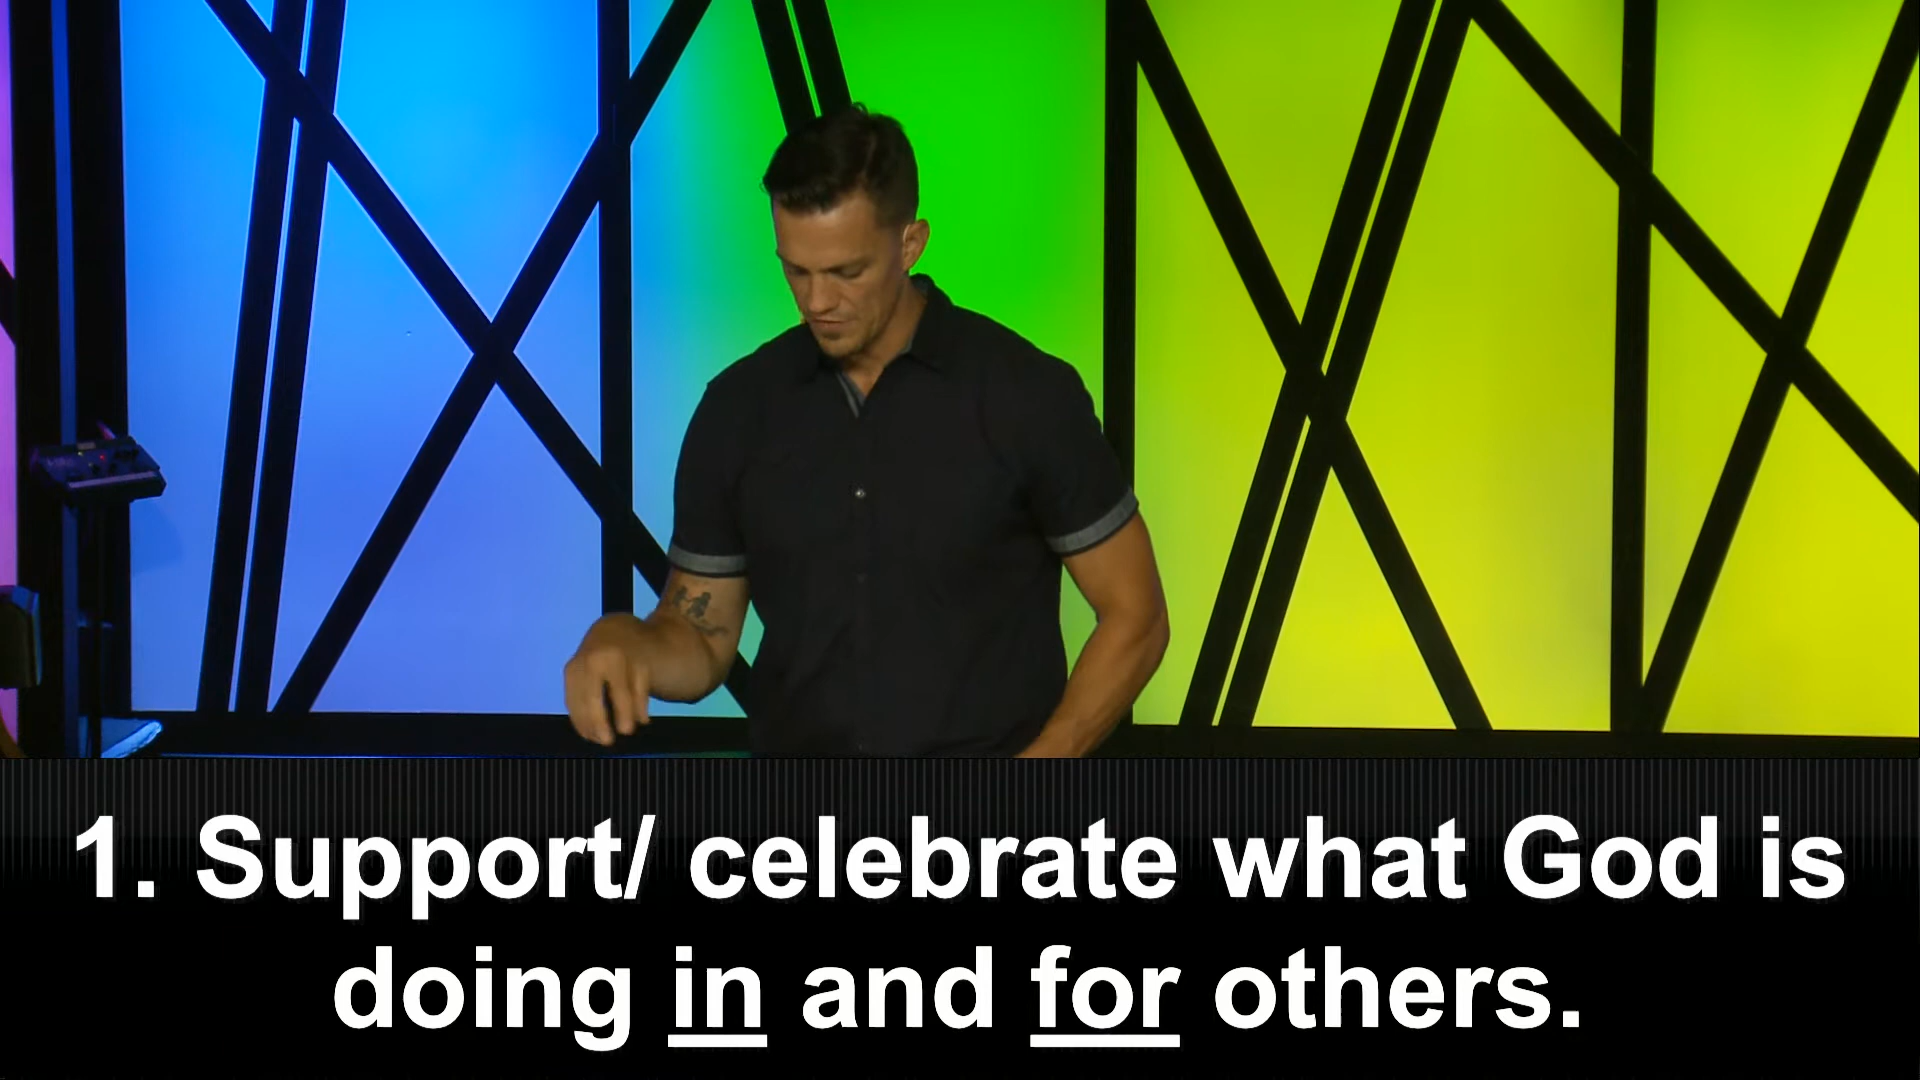 1. Support/ celebrate what God is
doing in and for others.